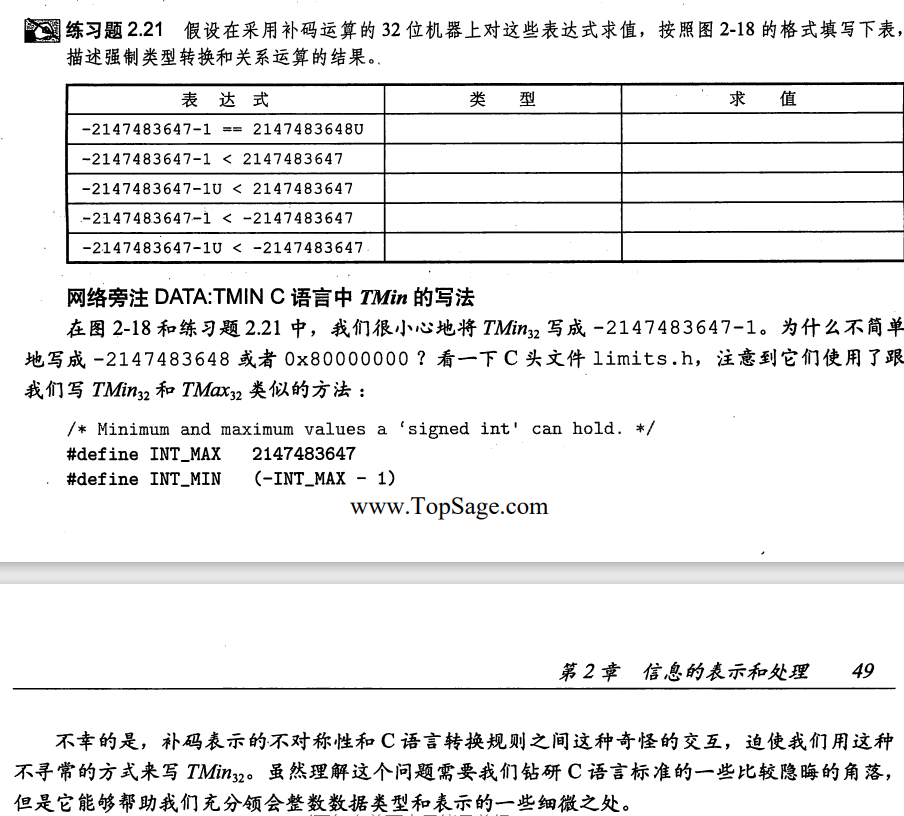 练习题 2.21 假设在采用补码运算的 32 位机器上对这些表达式求值，按照图 2-18 的格式填写下表，
描述强制类型转换和关系运算的结果。
表 达 式 类 型 求 值
-2147483647-1 == 2147483648U
-2147483647-1 < 2147483647
-2147483647-1U < 2147483647
-2147483647-1 < -2147483647
-2147483647-1U < -2147483647
网络旁注 DATA:TMIN C 语言中 TMin 的写法
在图 2-18 和练习题 2.21 中，我们很小心地将 TMin32 写成 -2147483647-1。为什么不简单
地写成 -2147483648 或者 0x80000000？看一下 C 头文件 limits.h，注意到它们使用了跟
我们写 TMin32 和 TMax32 类似的方法：
/* Minimum and maximum values a ‘signed int' can hold. */
#define INT_MAX 2147483647
#define INT_MIN (-INT_MAX - 1)
www.TopSage.com
第 2 章 信息的表示和处理 49
不幸的是，补码表示的不对称性和 C 语言转换规则之间这种奇怪的交互，迫使我们用这种
不寻常的方式来写 TMin32。虽然理解这个问题需要我们钻研 C 语言标准的一些比较隐晦的角落，
但是它能够帮助我们充分领会整数数据类型和表示的一些细微之处。